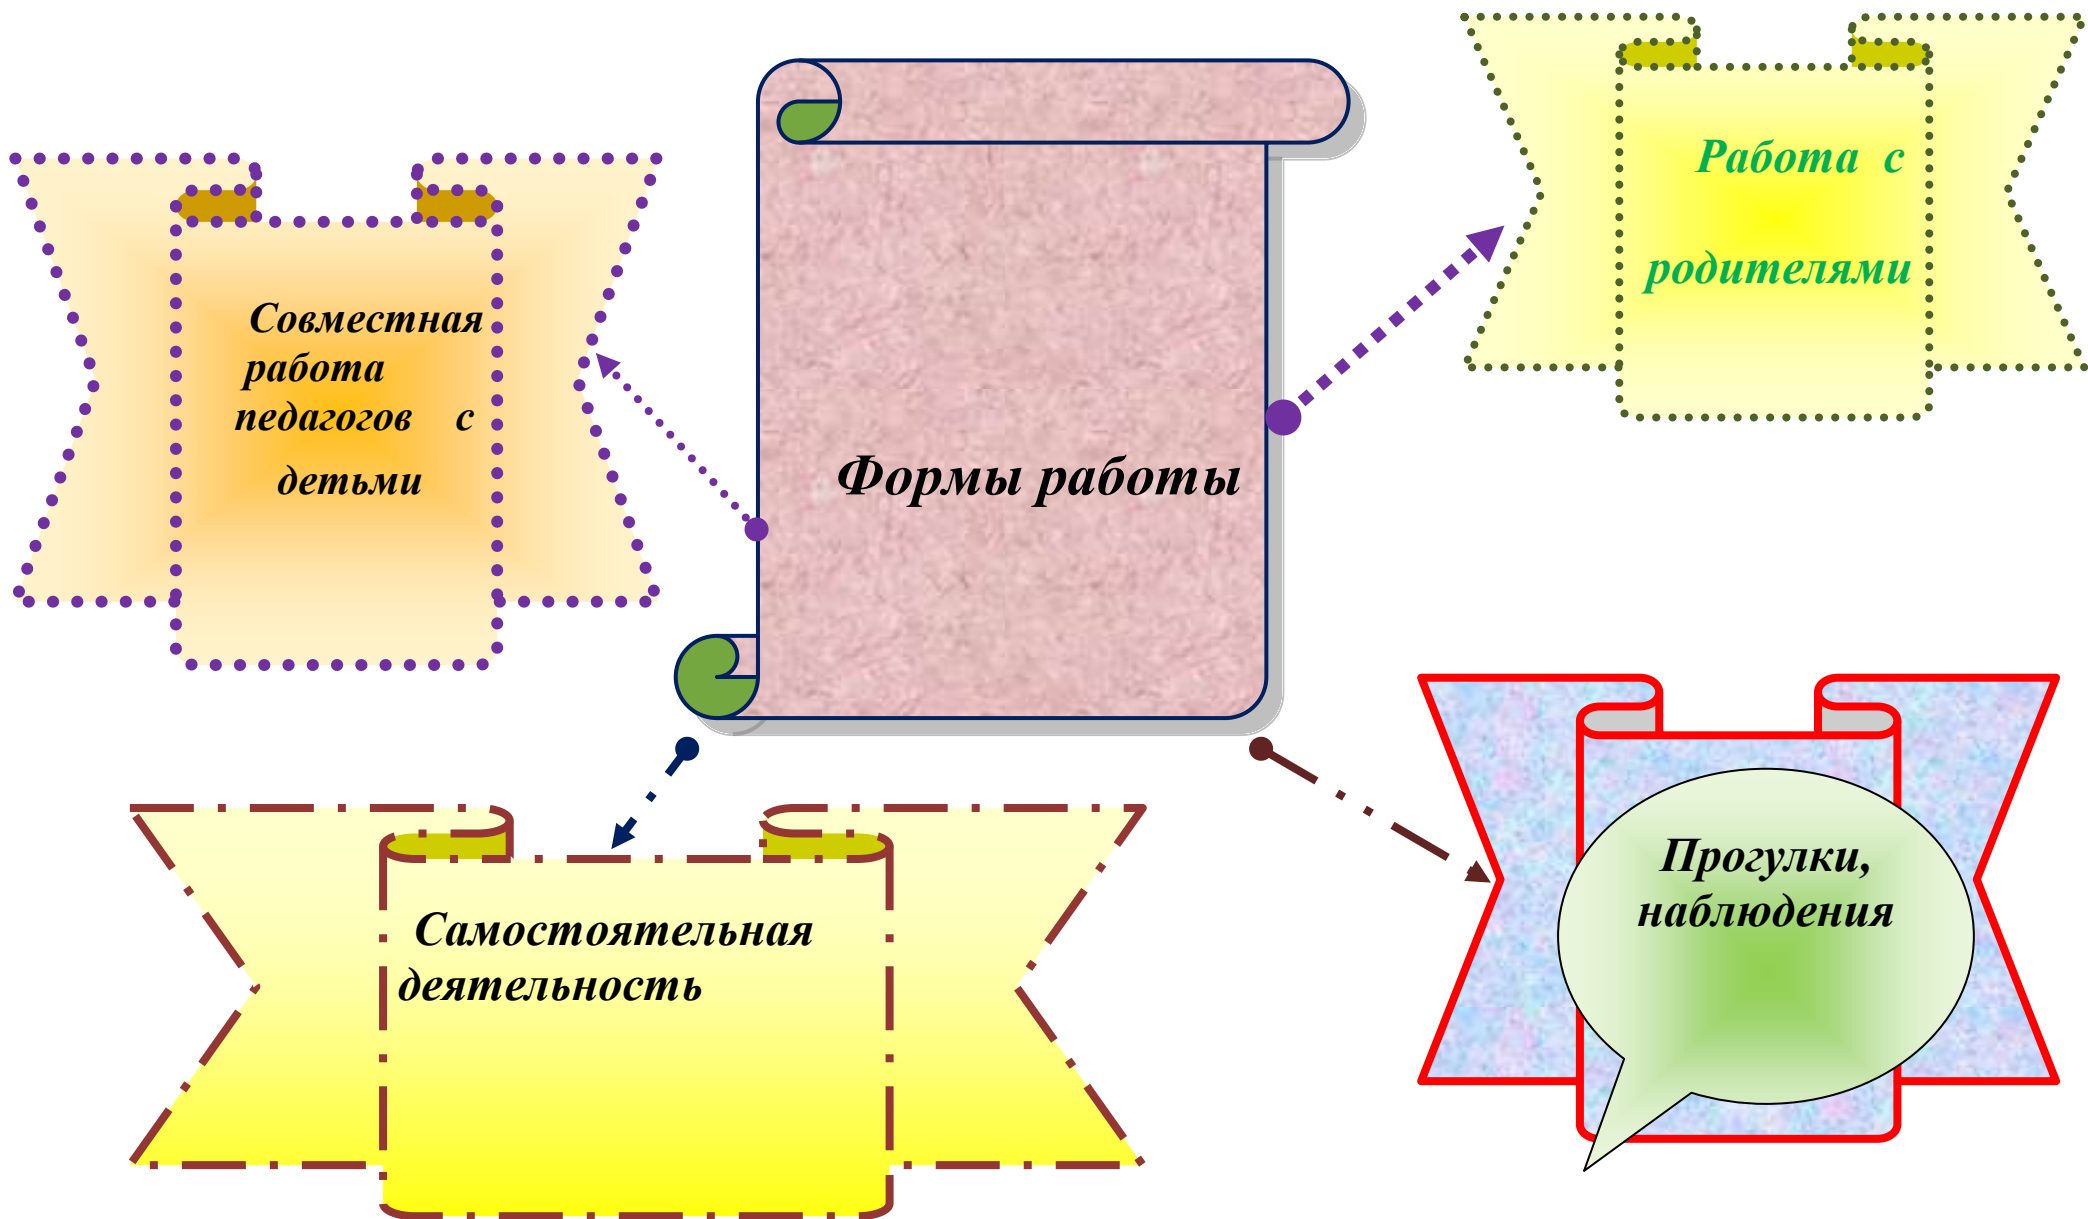 Работа с
родителями
Совместная
работа
педагогов с
детьми
Формы работы
Прогулки,
наблюдения
Самостоятельная
деятельность